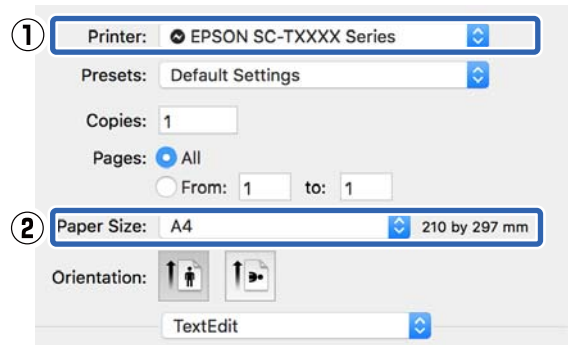 ① Printer: EPSON SC-TXXXX Series
Presets: Default Settings
Copies: 1
Pages: All
From: 1 to: 1
② Paper Size: A4 210 by 297 mm
Orientation:
TextEdit